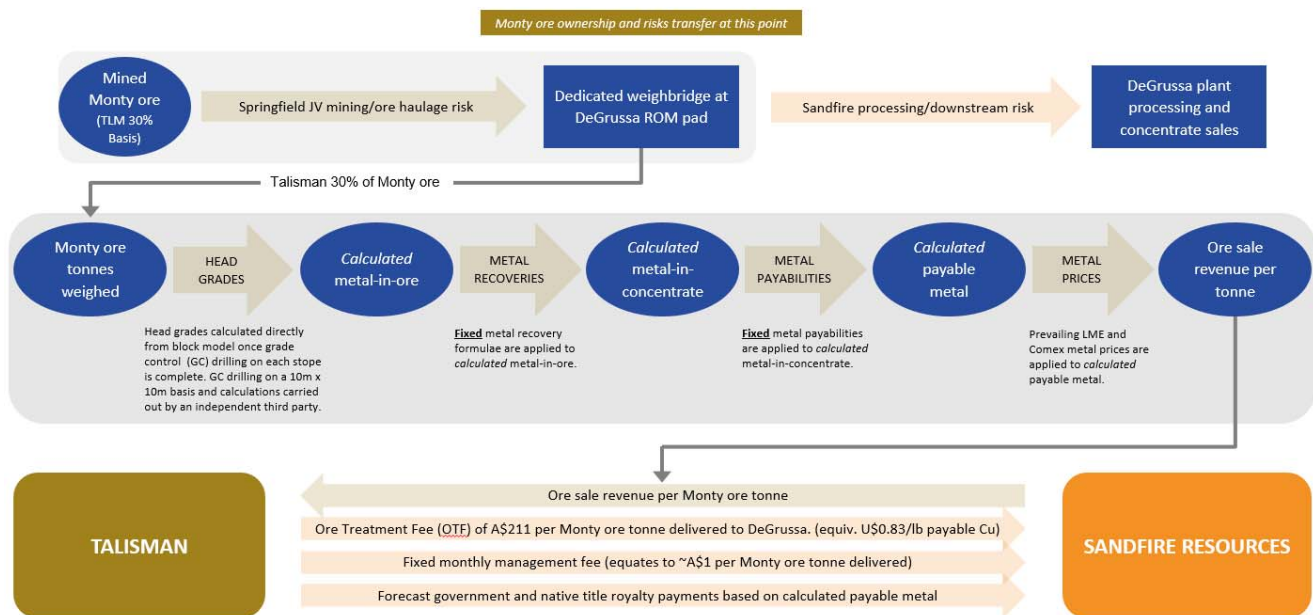 Monty ore ownership and risks transfer at this point
Mined
Monty ore
(TLM 30%
Basis)
Springfield JV mining/ore haulage risk
Dedicated weighbridge at
DeGrussa ROM pad
Sandfire processing/downstream risk
DeGrussa plant
processing and
concentrate sales
Talisman 30% of Monty ore
Monty ore
tonnes
weighed
HEAD
GRADES
Calculated
metal-in-ore
METAL
RECOVERIES
Calculated
metal-in-
concentrate
METAL
PAYABILITIES
Calculated
payable
metal
METAL
PRICES
Ore sale
revenue per
tonne
Head grades calculated directly
from block model once grade
control (GC) drilling on each stope
is complete. GC drilling on a 10m x
10m basis and calculations carried
out by an independent third party.
Fixed metal recovery
formulae are applied to
calculated metal-in-ore.
Fixed metal payabilities
are applied to calculated
metal-in-concentrate.
Prevailing LME and
Comex metal prices are
applied to calculated
payable metal.
TALISMAN
Ore sale revenue per Monty ore tonne
Ore Treatment Fee (OTF) of A$211 per Monty ore tonne delivered to DeGrussa. (equiv. U$0.83/lb payable Cu)
Fixed monthly management fee (equates to ~A$1 per Monty ore tonne delivered)
Forecast government and native title royalty payments based on calculated payable metal
SANDFIRE RESOURCES